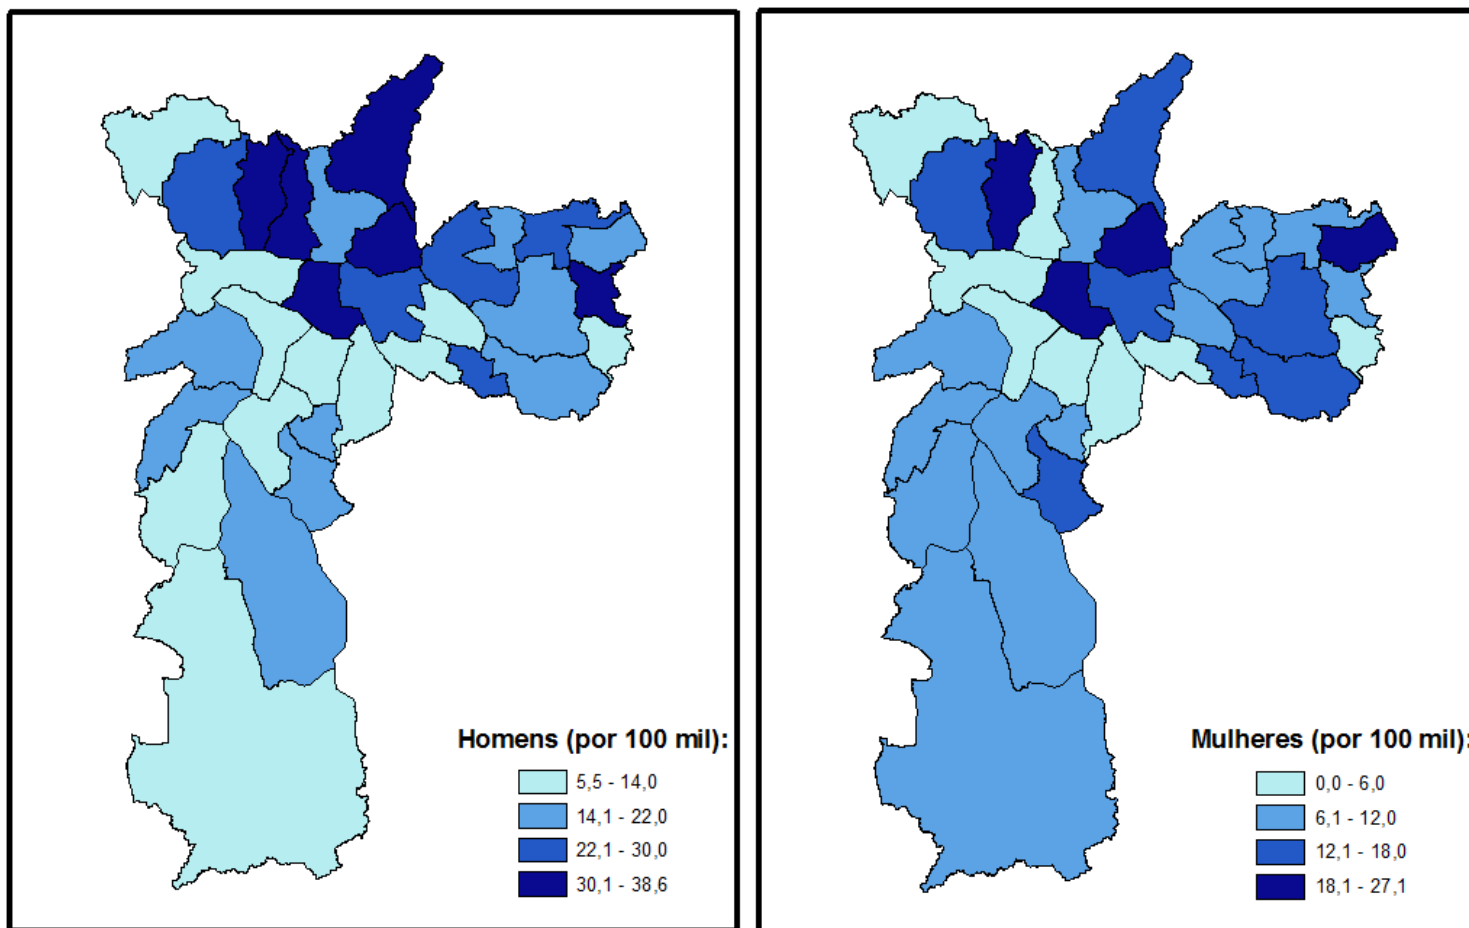 Homens (por 100 mil):
5,5 - 14,0
14,1 - 22,0
22,1 - 30,0
30,1 - 38,6
Mulheres (por 100 mil):
0,0 - 6,0
6,1 - 12,0
12,1 - 18,0
18,1 - 27,1